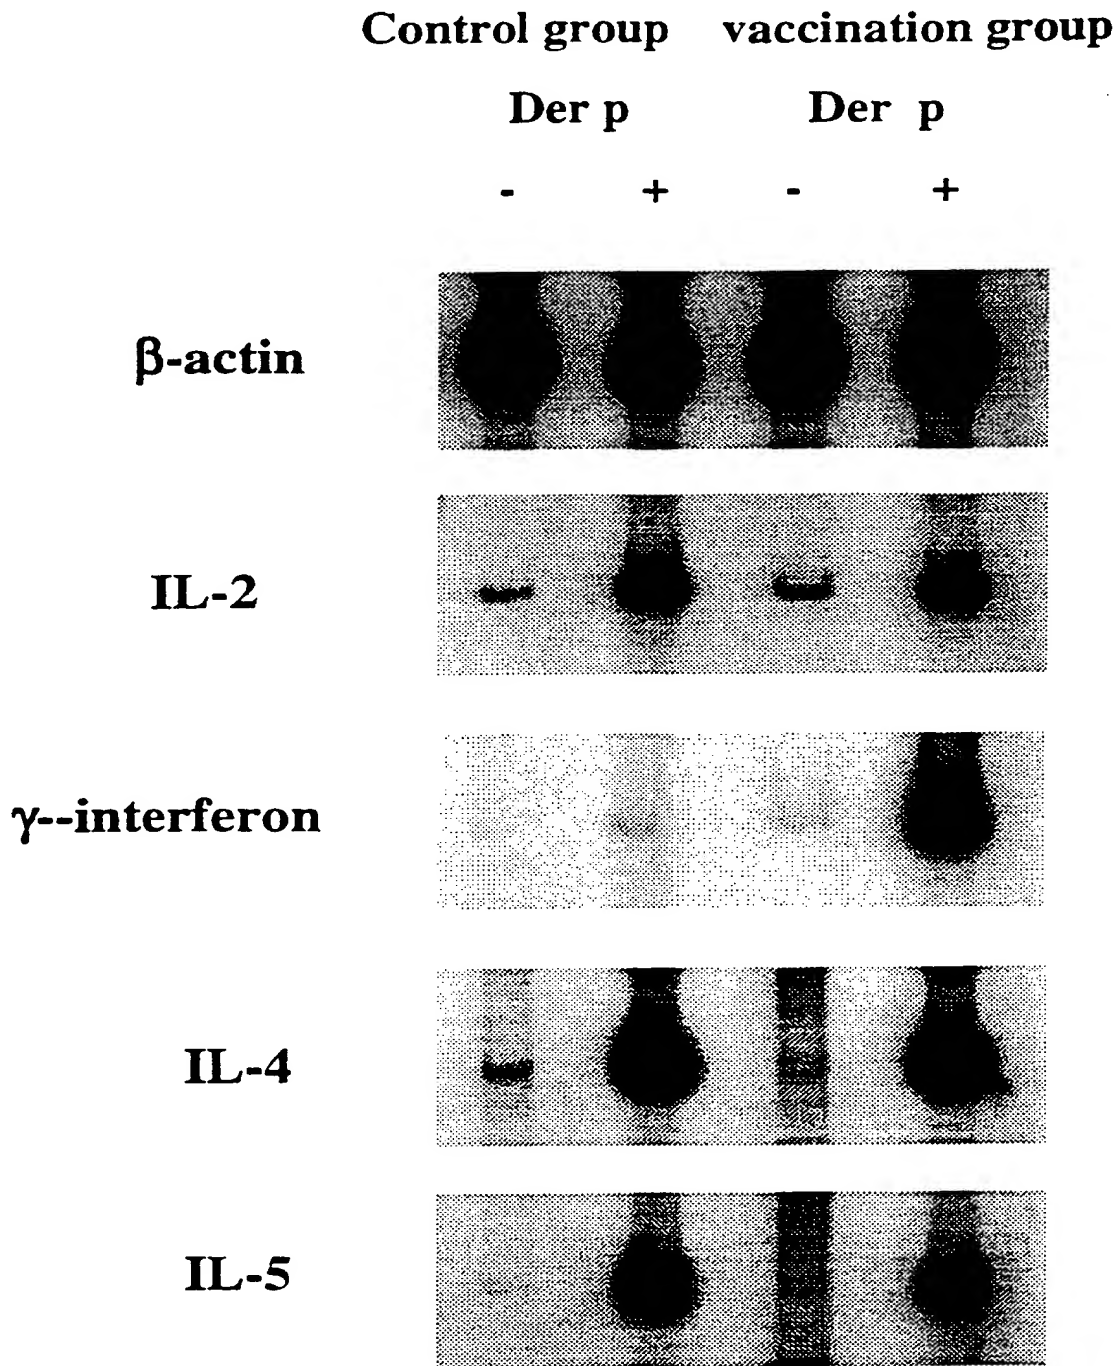 Control group vaccination group
Der p Der p
- + - +
β-actin
IL-2
γ--interferon
IL-4
IL-5